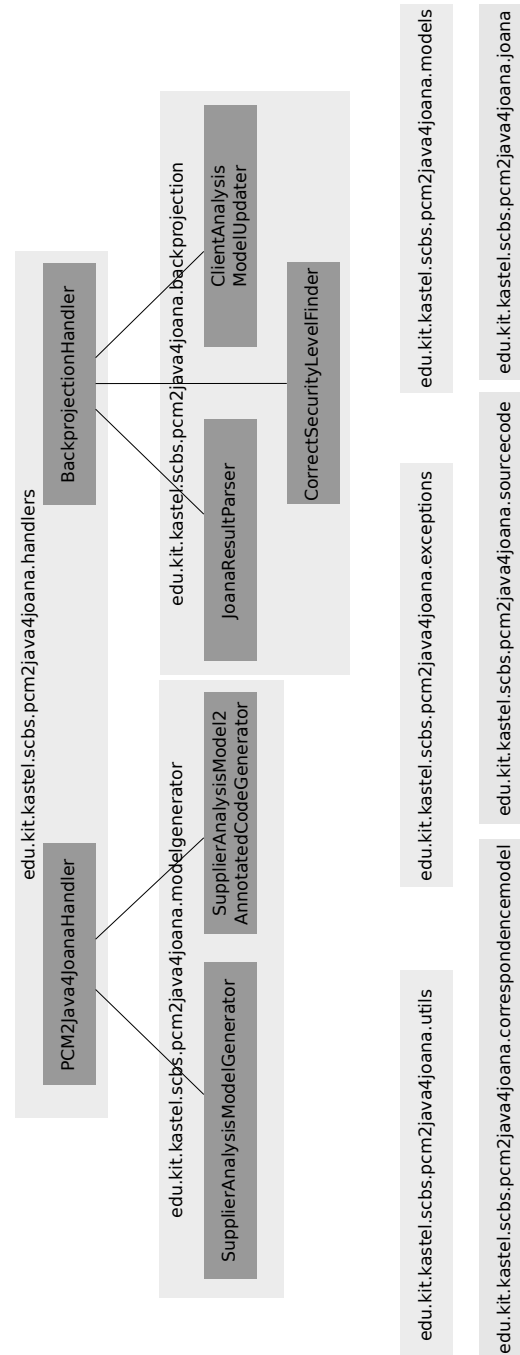 edu.kit.kastel.scbs.pcm2java4joana.handlers
PCM2Java4JoanaHandler
BackprojectionHandler
edu.kit.kastel.scbs.pcm2java4joana.modelgenerator
SupplierAnalysisModelGenerator
SupplierAnalysisModel2
AnnotatedCodeGenerator
edu.kit.kastel.scbs.pcm2java4joana.backprojection
JoanaResultParser
ClientAnalysis
ModelUpdater
CorrectSecurityLevelFinder
edu.kit.kastel.scbs.pcm2java4joana.utils
edu.kit.kastel.scbs.pcm2java4joana.exceptions
edu.kit.kastel.scbs.pcm2java4joana.models
edu.kit.kastel.scbs.pcm2java4joana.correspondencemodel
edu.kit.kastel.scbs.pcm2java4joana.sourcecode
edu.kit.kastel.scbs.pcm2java4joana.joana